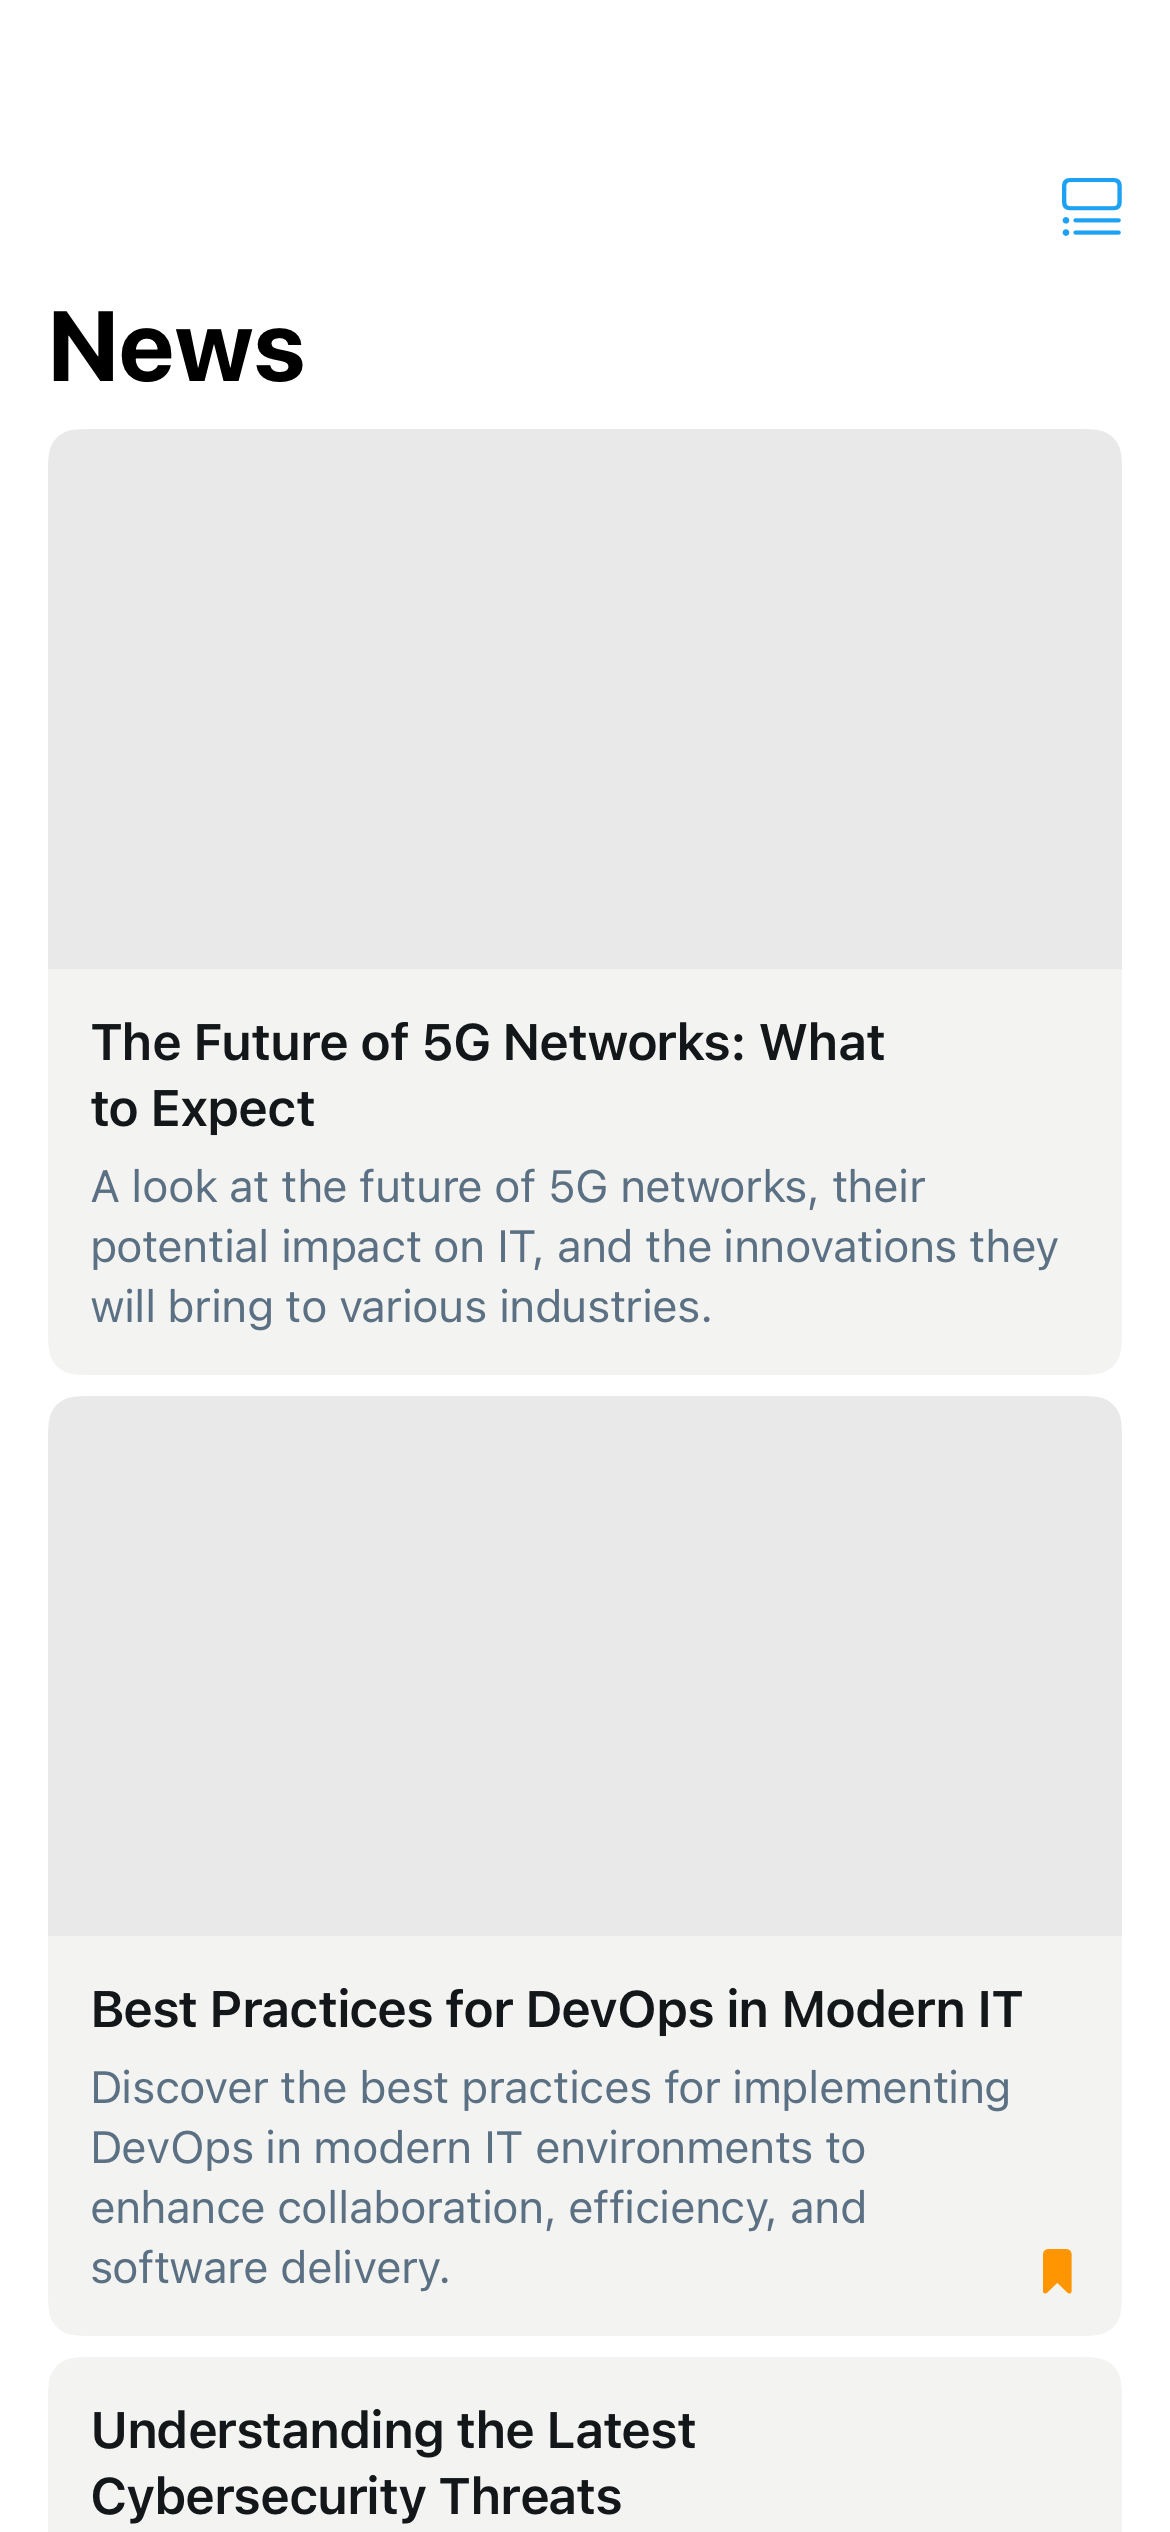 News
The Future of 5G Networks: What
to Expect
A look at the future of 5G networks, their
potential impact on IT, and the innovations they
will bring to various industries.
Best Practices for DevOps in Modern IT
Discover the best practices for implementing
DevOps in modern IT environments to
enhance collaboration, efficiency, and
software delivery.
Understanding the Latest
Cybersecurity Threats